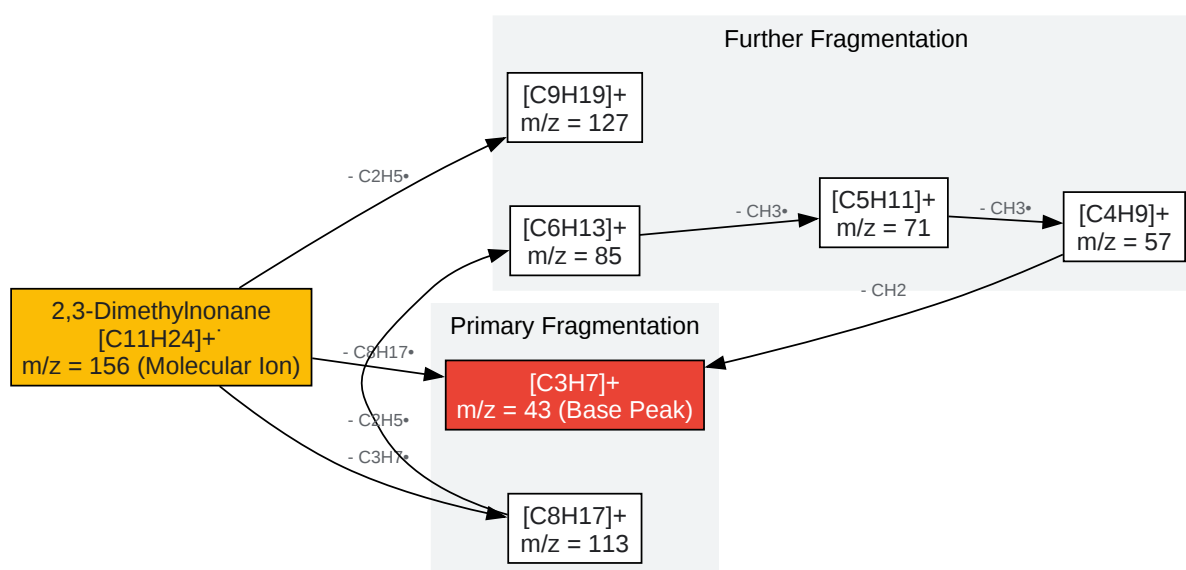 Further Fragmentation
[C9H19]+
m/z = 127
- C2H5•
[C6H13]+
m/z = 85
- CH3•
[C5H11]+
m/z = 71
- CH3•
[C4H9]+
m/z = 57
- CH2
2,3-Dimethylnonane
[C11H24]+˙
m/z = 156 (Molecular Ion)
Primary Fragmentation
- C8H17•
[C3H7]+
m/z = 43 (Base Peak)
- C2H5•
- C3H7•
[C8H17]+
m/z = 113